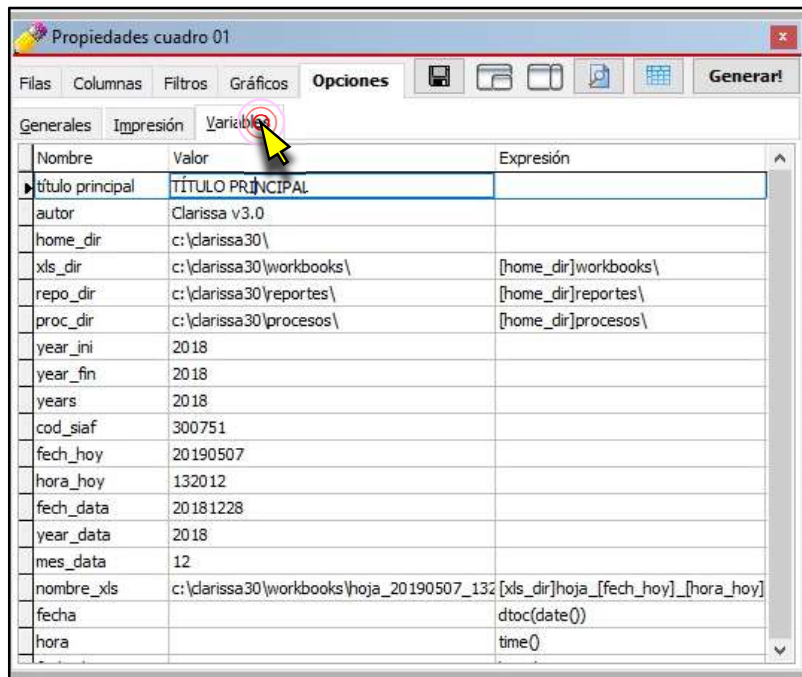 Propiedades cuadro 01
x
Filas Columnas Filtros Gráficos Opciones Generar!
Generales Impresión Variables
Nombre Valor Expresión
título principal TÍTULO PRINCIPAL
autor Clarissa v3.0
home_dir c:\clarissa30\
xls_dir c:\clarissa30\workbooks\ [home_dir]workbooks\
repo_dir c:\clarissa30\reportes\ [home_dir]reportes\
proc_dir c:\clarissa30\procesos\ [home_dir]procesos\
year_ini 2018
year_fin 2018
years 2018
cod_siaf 300751
fech_hoy 20190507
hora_hoy 132012
fech_data 20181228
year_data 2018
mes_data 12
nombre_xls c:\clarissa30\workbooks\hoja_20190507_132 [xls_dir]hoja_[fech_hoy]_[hora_hoy]
fecha dtoc(date())
hora time()